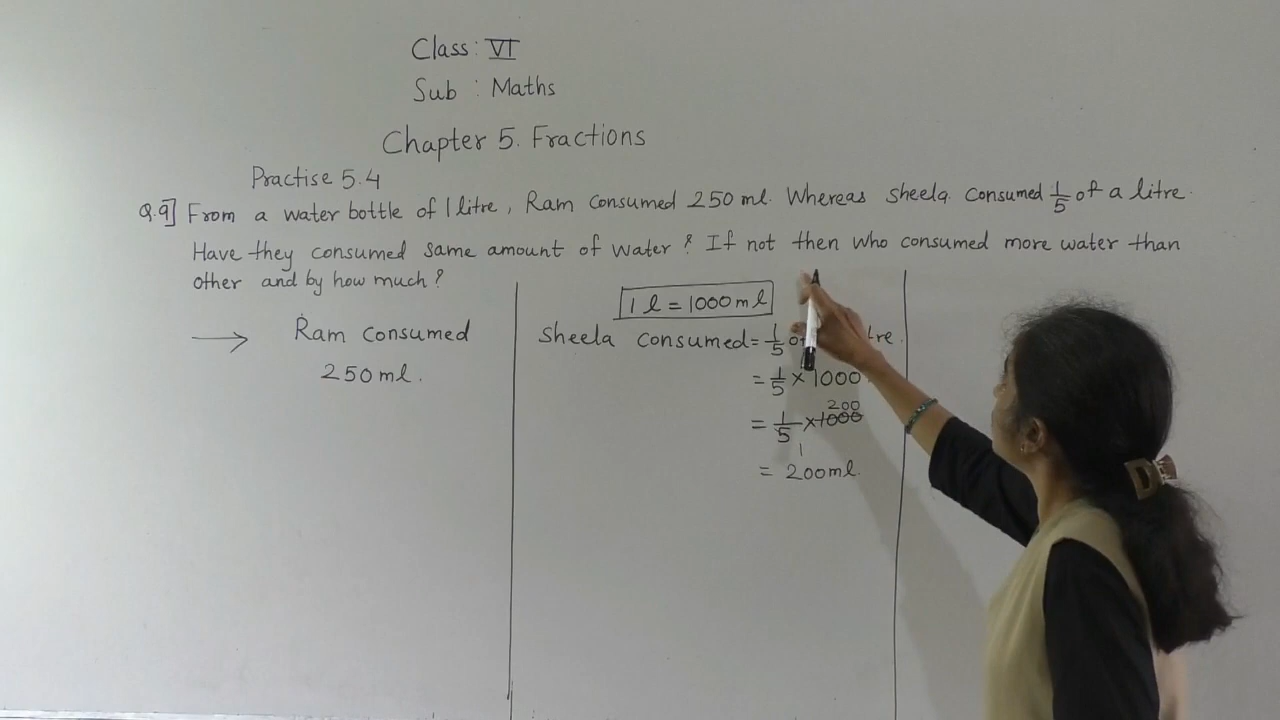 Class : VI
Sub : Maths
Chapter 5. Fractions
Practise 5.4
Q.9] From a water bottle of 1 litre, Ram consumed 250 ml. Whereas sheela consumed 1/5 of a litre.
Have they consumed same amount of water? If not then who consumed more water than
other and by how much?
→ Ram consumed
250 ml.
1 l = 1000 ml
Sheela consumed = 1/5
= 1/5 × 1000
200
= 1/5 × 1000
1
= 200 ml.